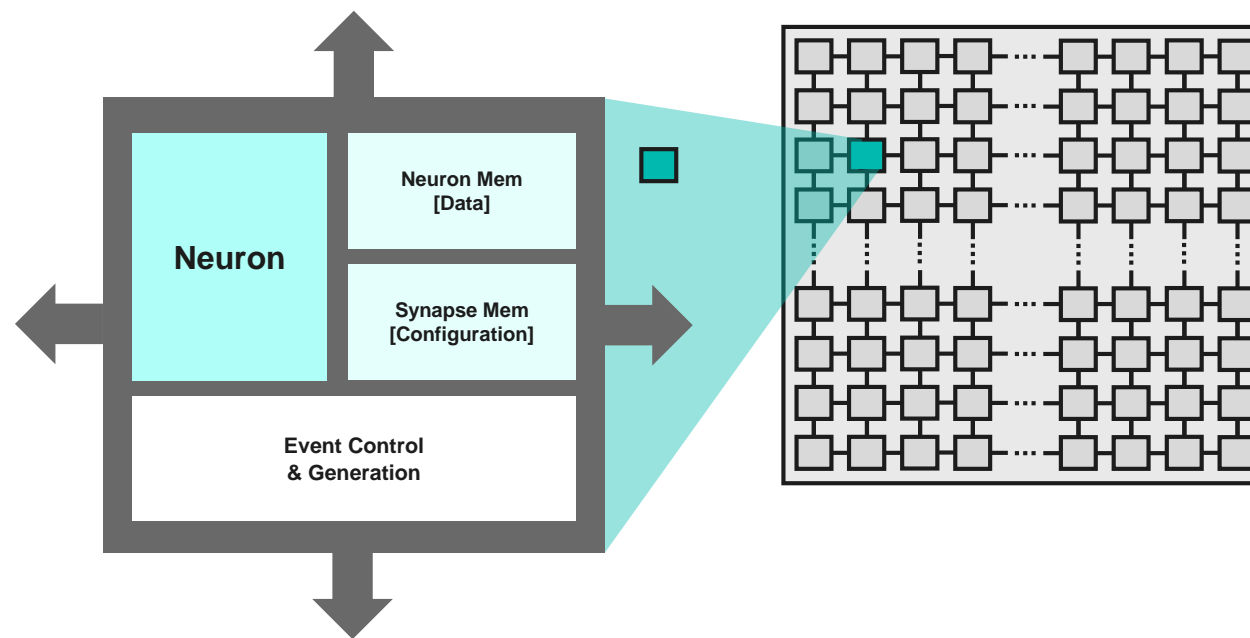 Neuron
Neuron Mem
[Data]
Synapse Mem
[Configuration]
Event Control
& Generation